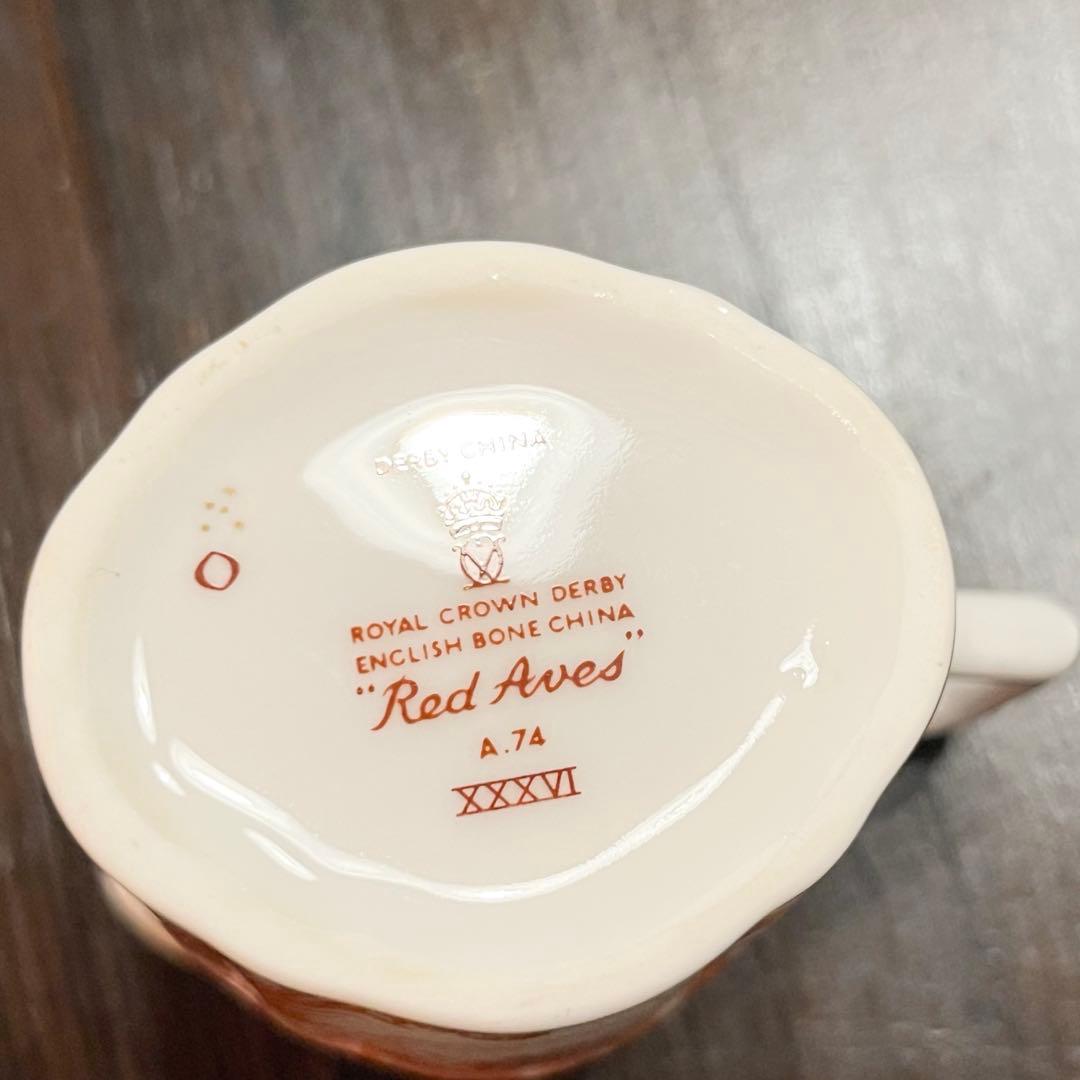 DERBY CHINA
ROYAL CROWN DERBY
ENGLISH BONE CHINA
"Red Aves"
A.74
XXXVI